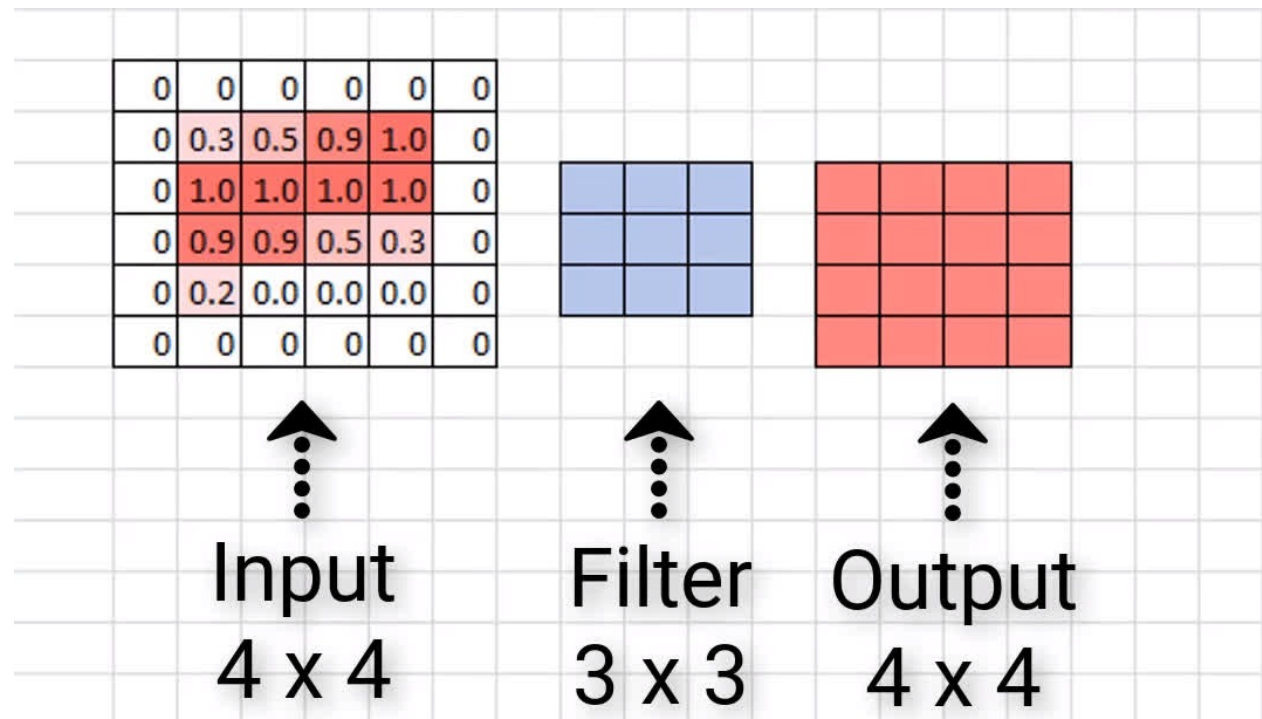 0 0 0 0 0 0
0 0.3 0.5 0.9 1.0 0
0 1.0 1.0 1.0 1.0 0
0 0.9 0.9 0.5 0.3 0
0 0.2 0.0 0.0 0.0 0
0 0 0 0 0 0
Input
4 x 4
Filter
3 x 3
Output
4 x 4